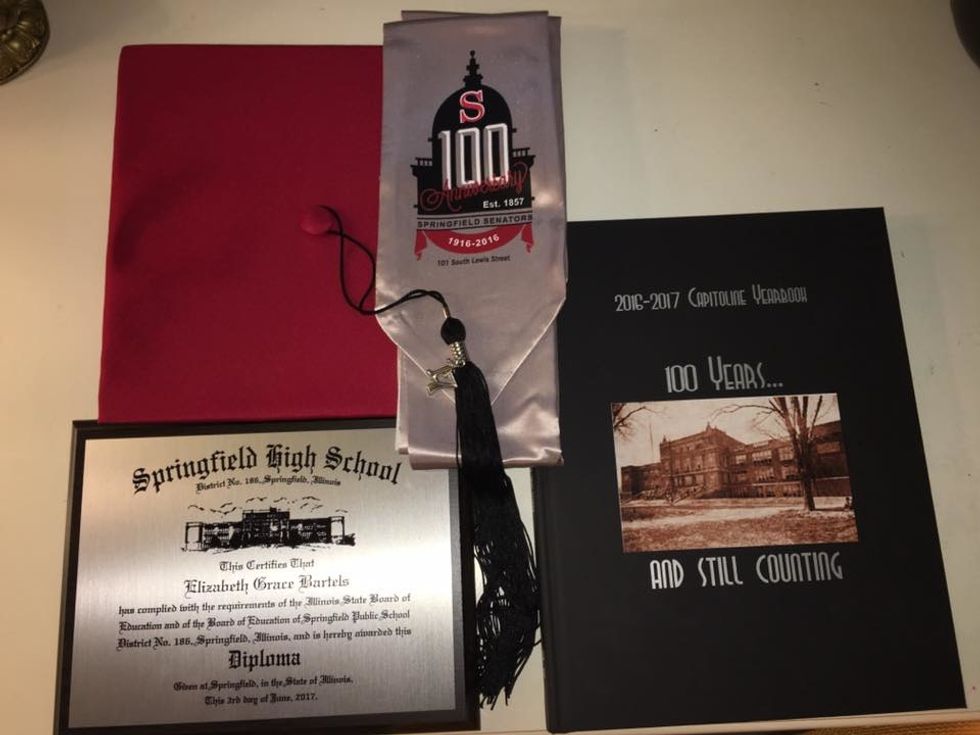 S
100
Anniversary
Est. 1857
SPRINGFIELD SENATORS
1916-2016
101 South Lewis Street
2016-2017 Capitoline Yearbook
100 Years...
AND STILL COUNTING
Springfield High School
District No. 186, Springfield, Illinois
This Certifies That
Elizabeth Grace Bartels
has complied with the requirements of the Illinois State Board of
Education and of the Board of Education of Springfield Public School
District No. 186, Springfield, Illinois, and is hereby awarded this
Diploma
Given at Springfield, in the State of Illinois,
This 3rd day of June, 2017.